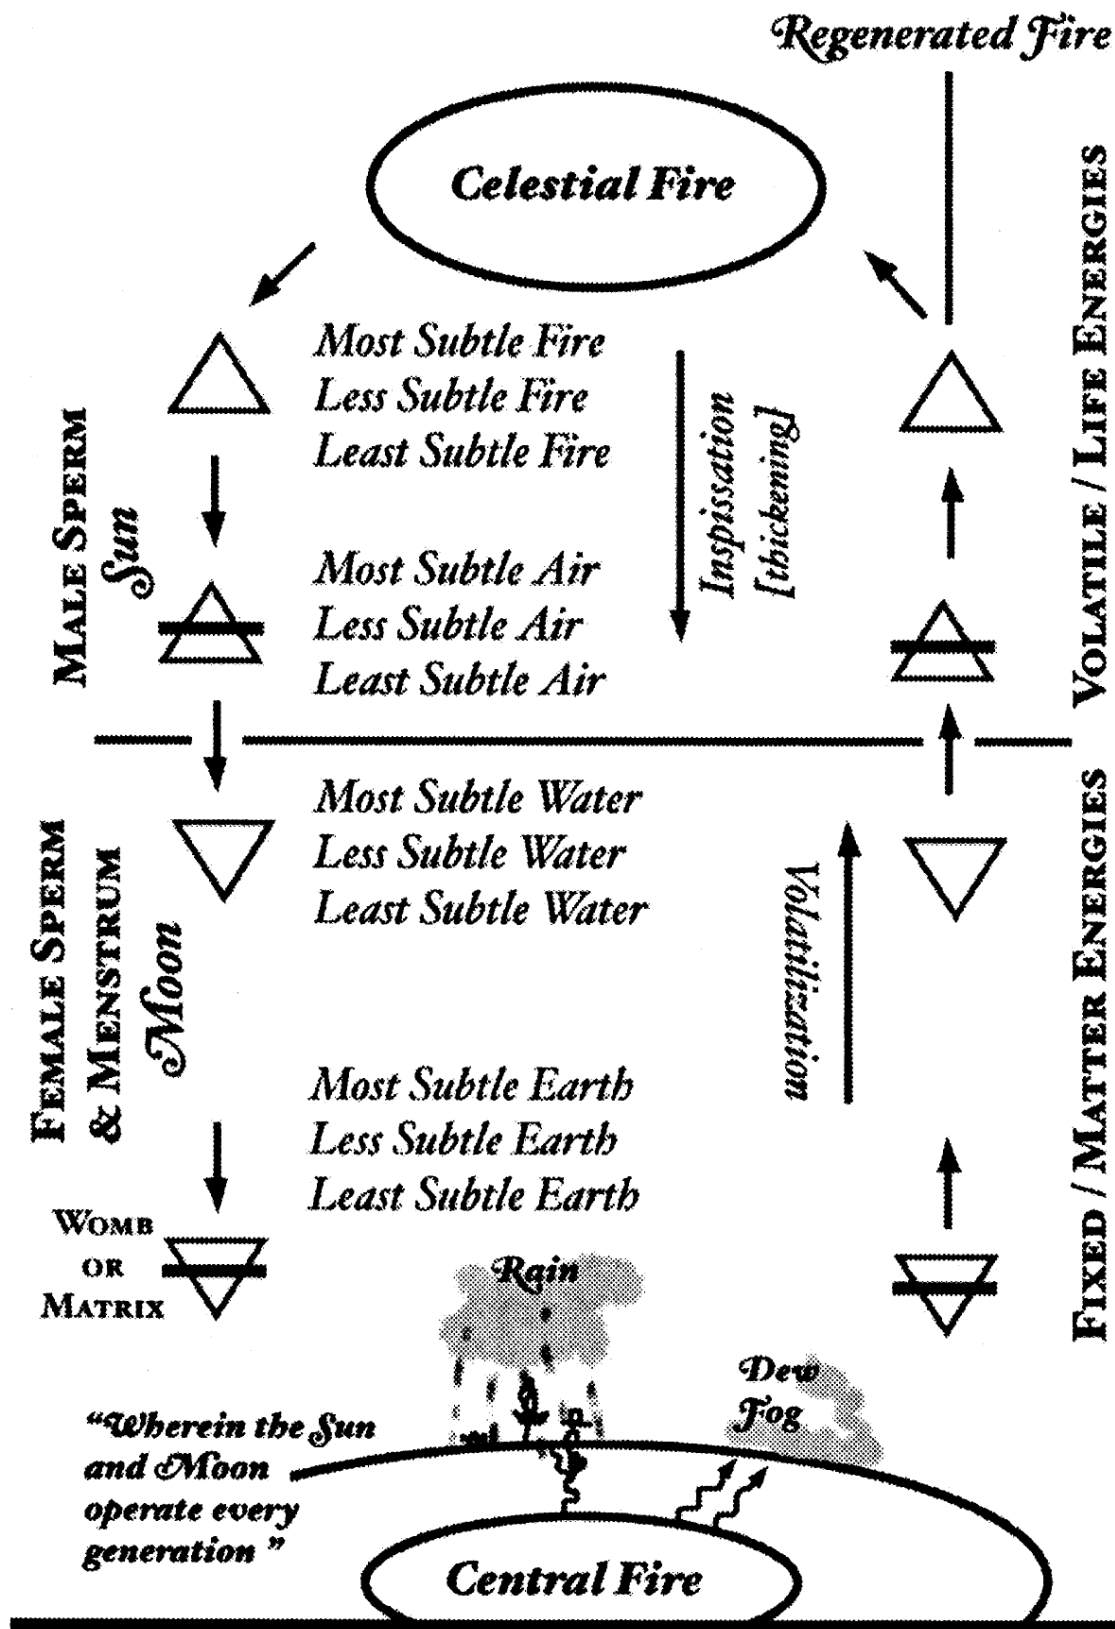 Regenerated Fire
Celestial Fire
Most Subtle Fire
Less Subtle Fire
Least Subtle Fire
Inspissation
[thickening]
MALE SPERM
Sun
Most Subtle Air
Less Subtle Air
Least Subtle Air
VOLATILE / LIFE ENERGIES
Most Subtle Water
Less Subtle Water
Least Subtle Water
FEMALE SPERM
& MENSTRUM
Moon
Volatilization
Most Subtle Earth
Less Subtle Earth
Least Subtle Earth
FIXED / MATTER ENERGIES
WOMB
OR
MATRIX
Rain
Dew
Fog
"Wherein the Sun
and Moon
operate every
generation"
Central Fire